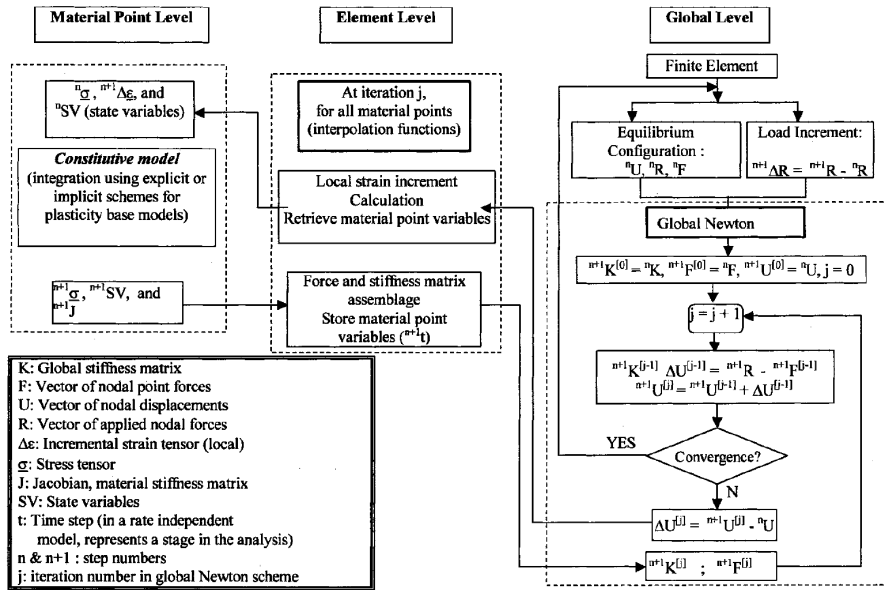 Material Point Level
Element Level
Global Level
ⁿσ̲, ⁿ⁺¹Δε̲, and
ⁿSV (state variables)
Constitutive model
(integration using explicit or
implicit schemes for
plasticity base models)
ⁿ⁺¹σ̲, ⁿ⁺¹SV, and
ⁿ⁺¹J
At iteration j,
for all material points
(interpolation functions)
Local strain increment
Calculation
Retrieve material point variables
Force and stiffness matrix
assemblage
Store material point
variables (ⁿ⁺¹t)
Finite Element
Equilibrium
Configuration :
ⁿU, ⁿR, ⁿF
Load Increment:
ⁿ⁺¹ΔR = ⁿ⁺¹R - ⁿR
Global Newton
ⁿ⁺¹K[0] = ⁿK, ⁿ⁺¹F[0] = ⁿF, ⁿ⁺¹U[0] = ⁿU, j = 0
j = j + 1
ⁿ⁺¹K[j-1] ΔU[j-1] = ⁿ⁺¹R - ⁿ⁺¹F[j-1]
ⁿ⁺¹U[j] = ⁿ⁺¹U[j-1] + ΔU[j-1]
YES
Convergence?
N
ΔU[j] = ⁿ⁺¹U[j] - ⁿU
ⁿ⁺¹K[j] ; ⁿ⁺¹F[j]
K: Global stiffness matrix
F: Vector of nodal point forces
U: Vector of nodal displacements
R: Vector of applied nodal forces
Δε: Incremental strain tensor (local)
σ̲: Stress tensor
J: Jacobian, material stiffness matrix
SV: State variables
t: Time step (in a rate independent
model, represents a stage in the analysis)
n & n+1 : step numbers
j: iteration number in global Newton scheme